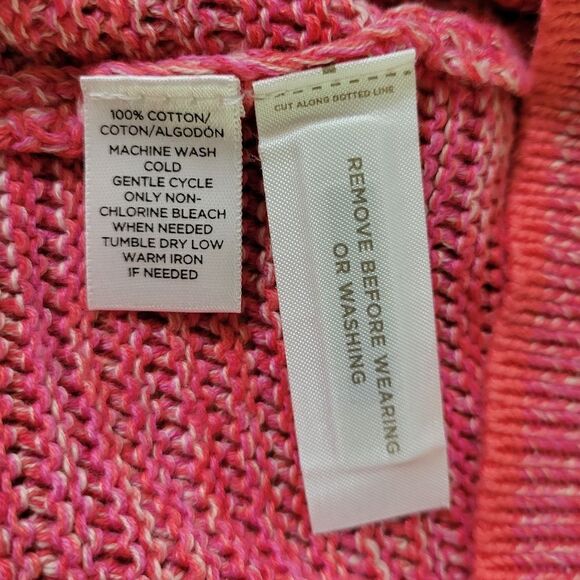 100% COTTON/
COTON/ALGODÓN
MACHINE WASH
COLD
GENTLE CYCLE
ONLY NON-
CHLORINE BLEACH
WHEN NEEDED
TUMBLE DRY LOW
WARM IRON
IF NEEDED
CUT ALONG DOTTED LINE
REMOVE BEFORE WEARING
OR WASHING